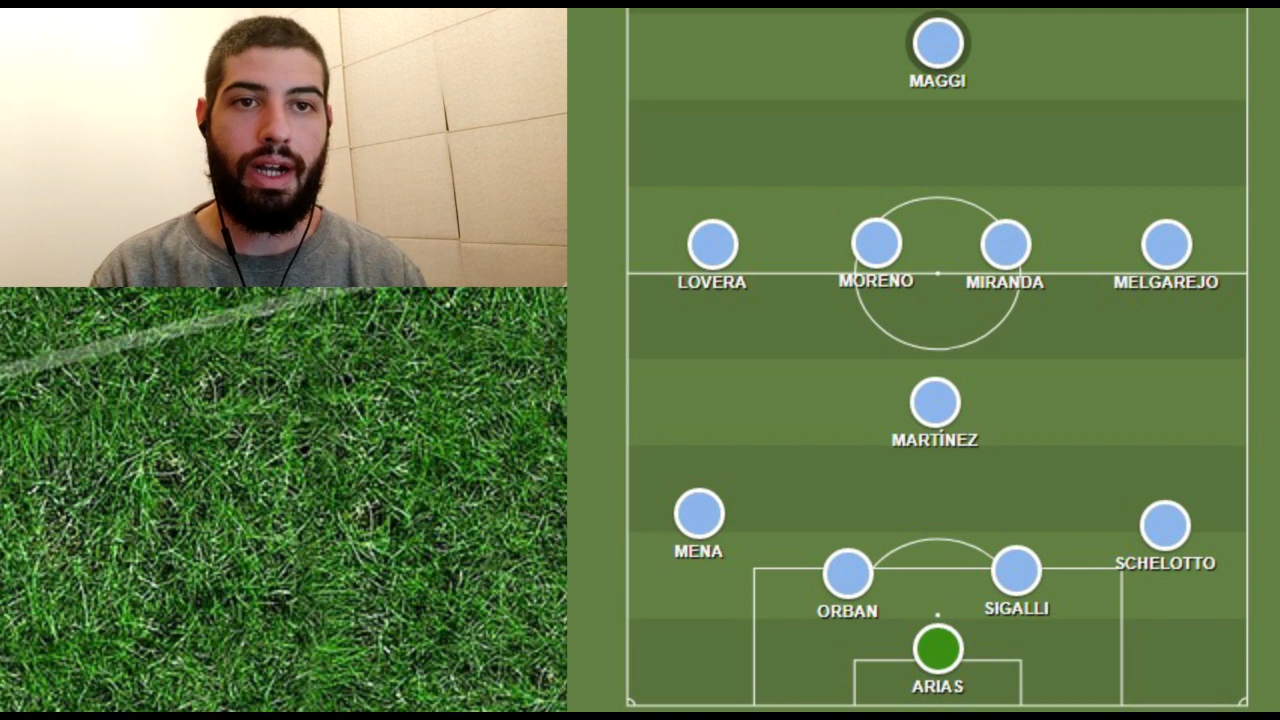 MAGGI
LOVERA
MORENO
MIRANDA
MELGAREJO
MARTÍNEZ
MENA
SCHELOTTO
ORBAN
SIGALLI
ARIAS